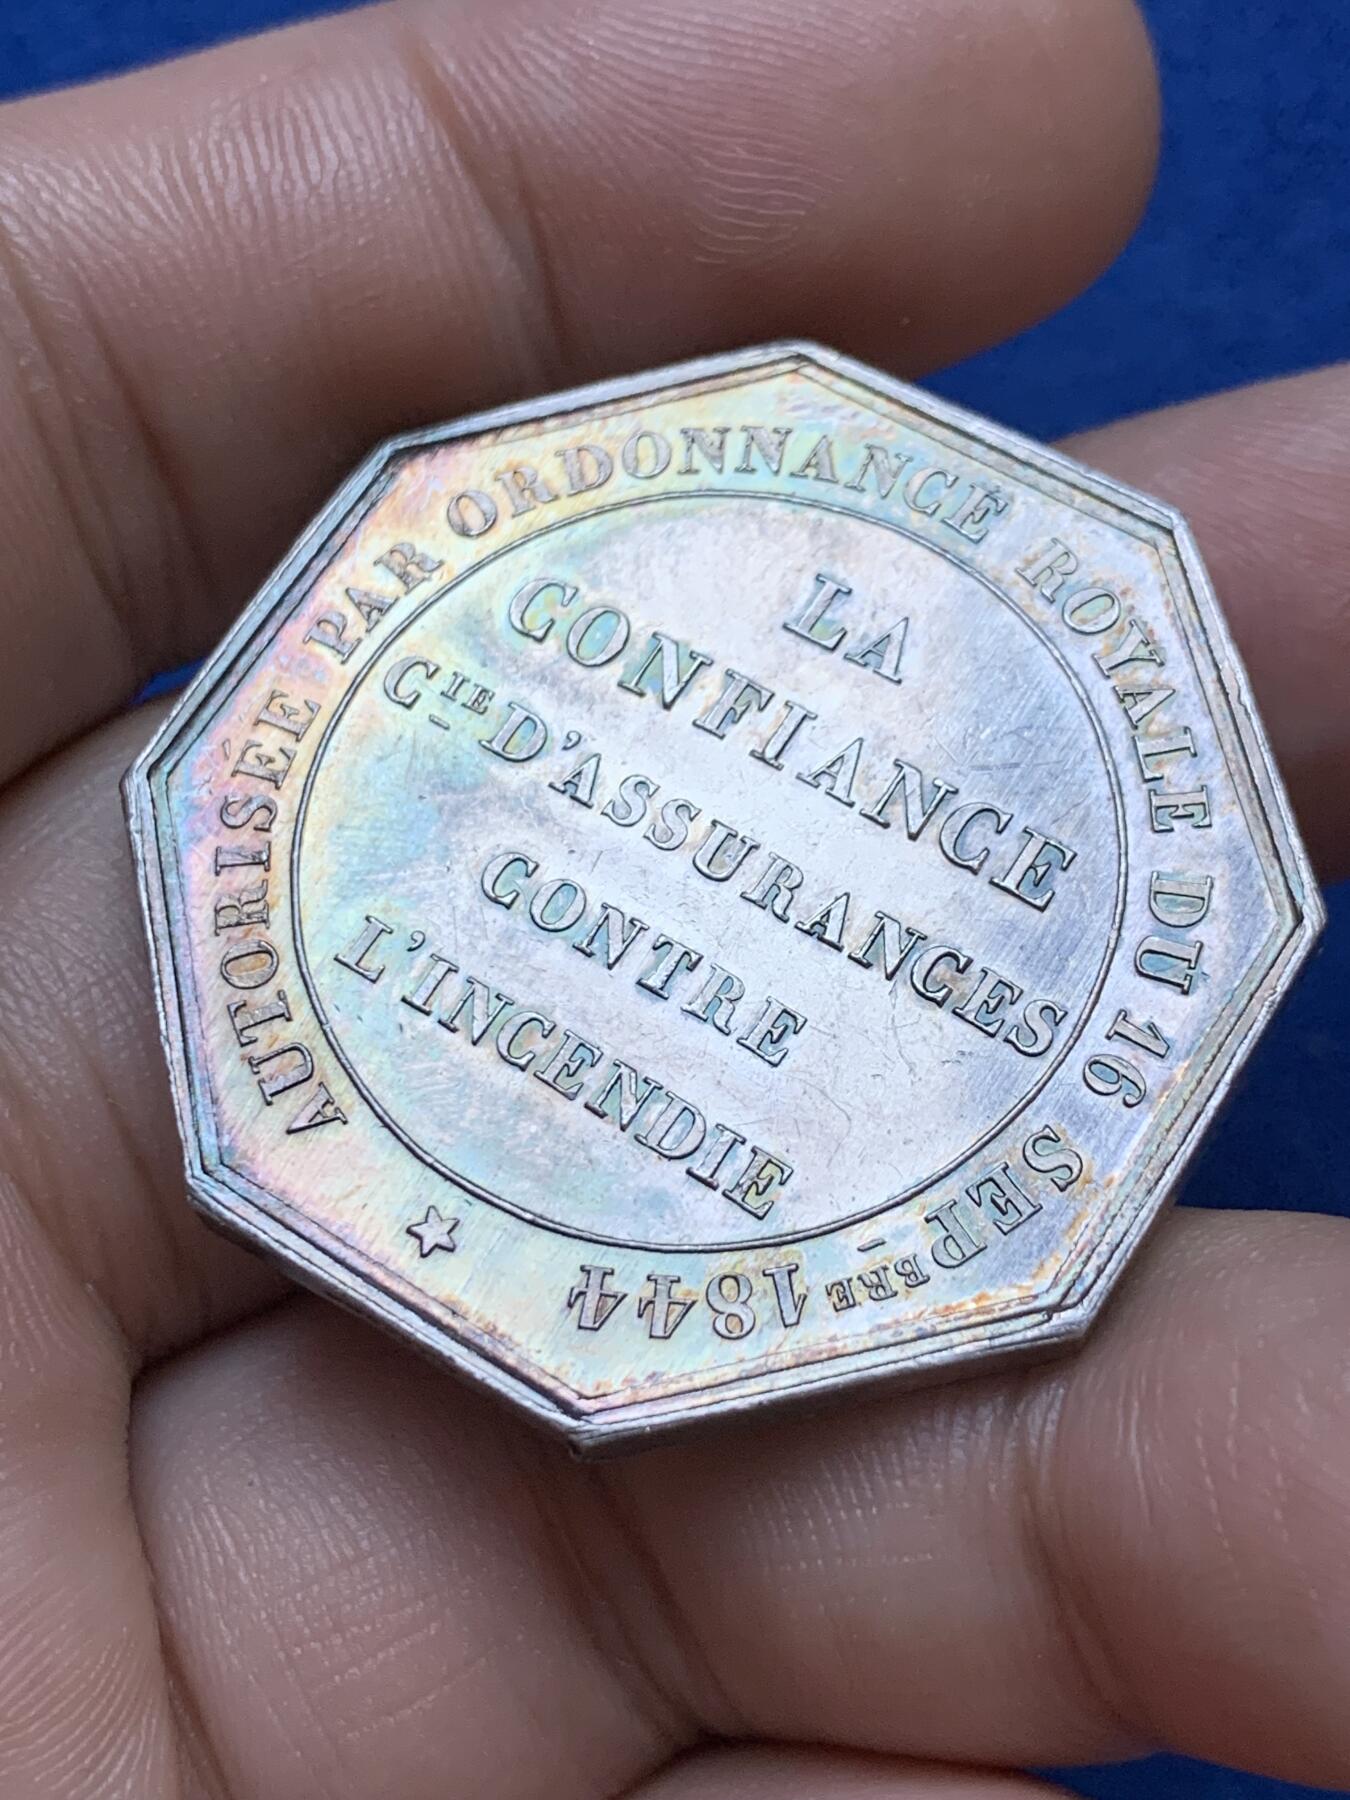 AUTORISÉE PAR ORDONNANCE ROYALE DU 16 SEPBRE 1844
LA
CONFIANCE
CIE D'ASSURANCES
CONTRE
L'INCENDIE